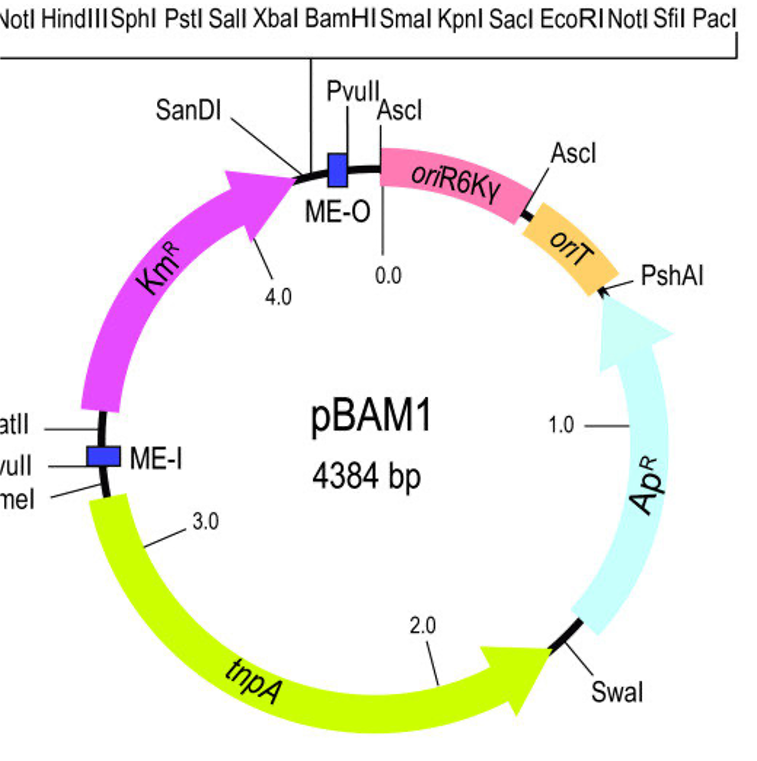 NotI HindIII SphI PstI SalI XbaI BamHI SmaI KpnI SacI EcoRI NotI SfiI PacI
PvuII
SanDI
AscI
AscI
oriR6Kγ
ME-O
oriT
KmR
0.0
PshAI
4.0
pBAM1
1.0
atII
4384 bp
vuII
ME-I
ApR
meI
3.0
2.0
tnpA
SwaI